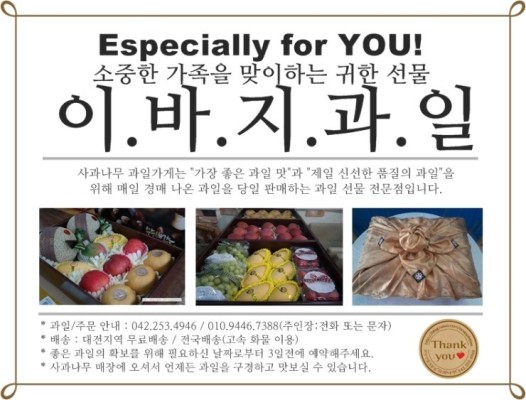 Especially for YOU!
소중한 가족을 맞이하는 귀한 선물
이.바.지.과.일
사과나무 과일가게는 "가장 좋은 과일 맛"과 "제일 신선한 품질의 과일"을
위해 매일 경매 나온 과일을 당일 판매하는 과일 선물 전문점입니다.
* 과일/주문 안내 : 042.253.4946 / 010.9446.7388(주인장:전화 또는 문자)
* 배송 : 대전지역 무료배송 / 전국배송(고속 화물 이용)
* 좋은 과일의 확보를 위해 필요하신 날짜로부터 3일전에 예약해주세요.
* 사과나무 매장에 오셔서 언제든 과일을 구경하고 맛보실 수 있습니다.
Thank
you